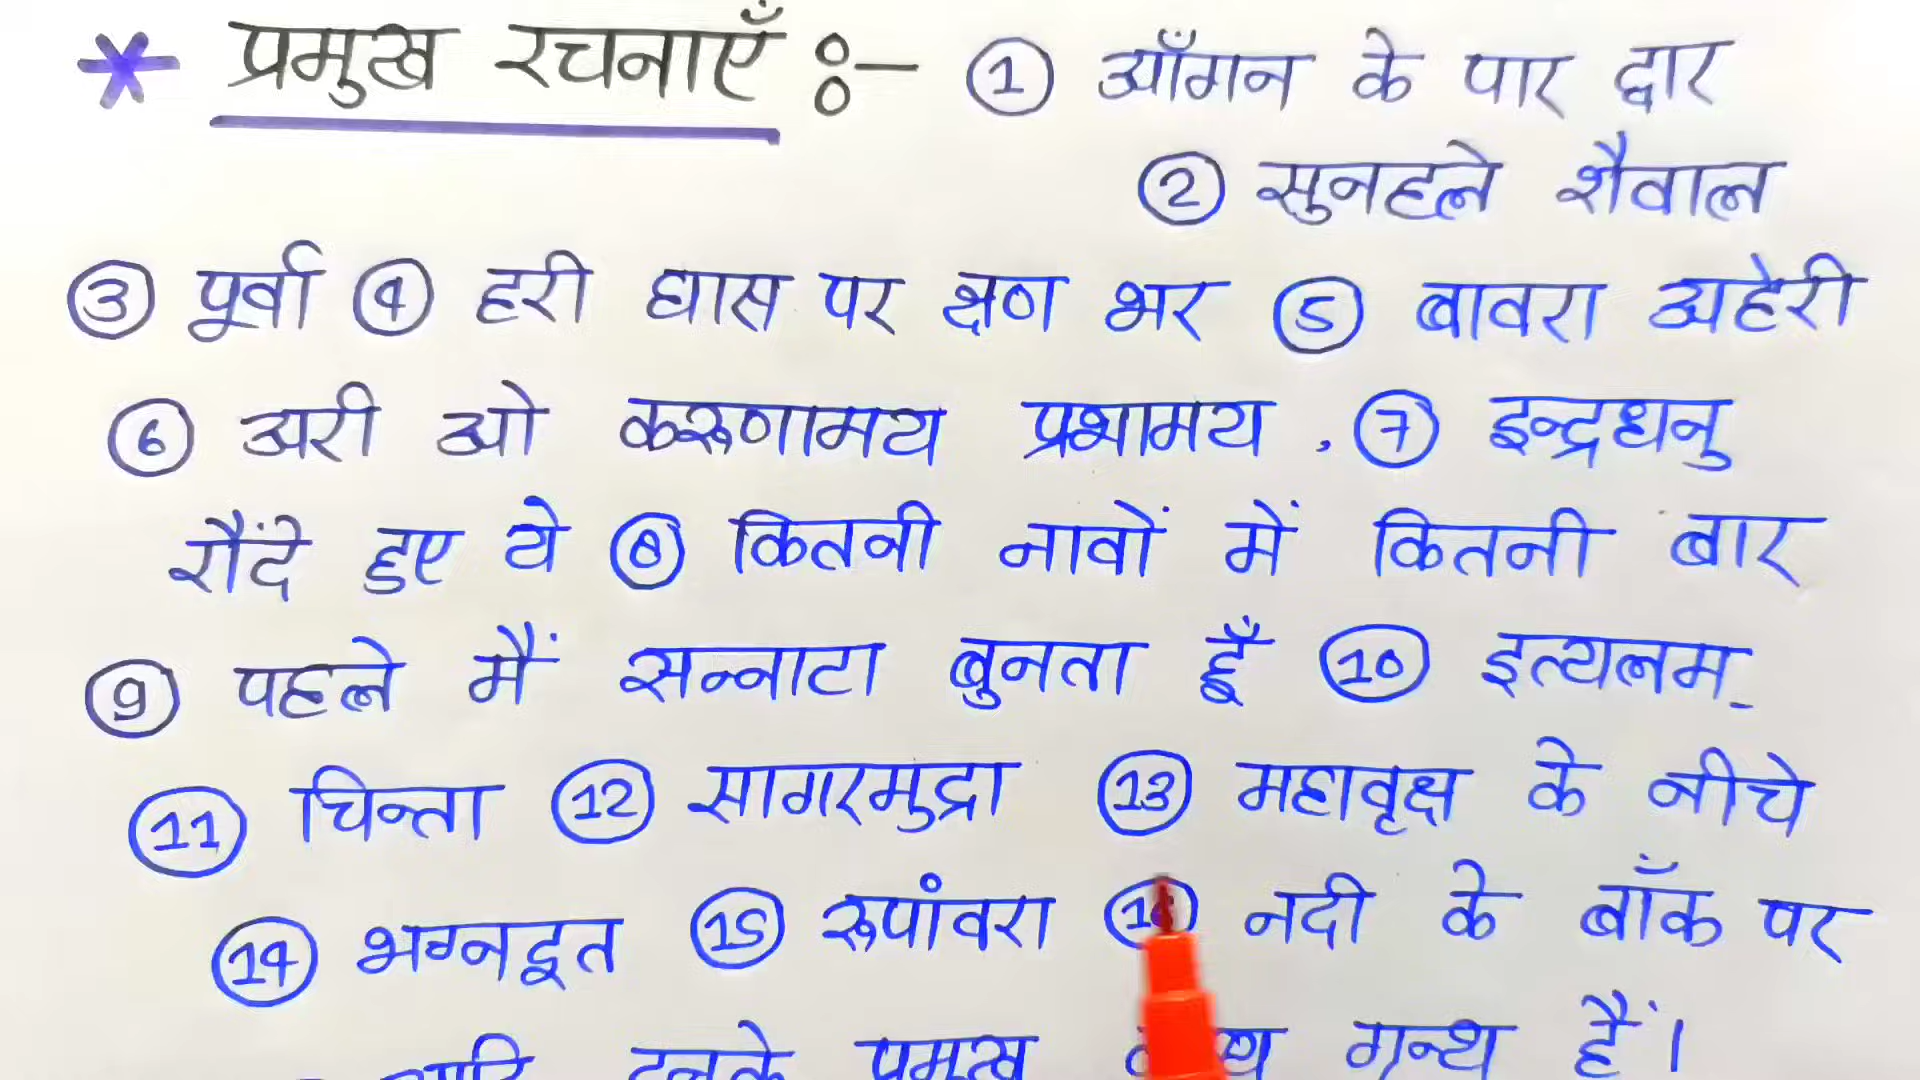 * प्रमुख रचनाएँ :- ① आँगन के पार द्वार
② सुनहले शैवाल
③ पूर्वा ④ हरी घास पर क्षण भर ⑤ बावरा अहेरी
⑥ अरी ओ करूणामय प्रभामय , ⑦ इन्द्रधनु
रौंदे हुए ये ⑧ कितनी नावों में कितनी बार
⑨ पहले मैं सन्नाटा बुनता हूँ ⑩ इत्यलम्
⑪ चिन्ता ⑫ सागरमुद्रा ⑬ महावृक्ष के नीचे
⑭ भग्नदूत ⑮ रूपांवरा नदी के बाँक पर
इनके प्रमुख ग्रन्थ हैं।